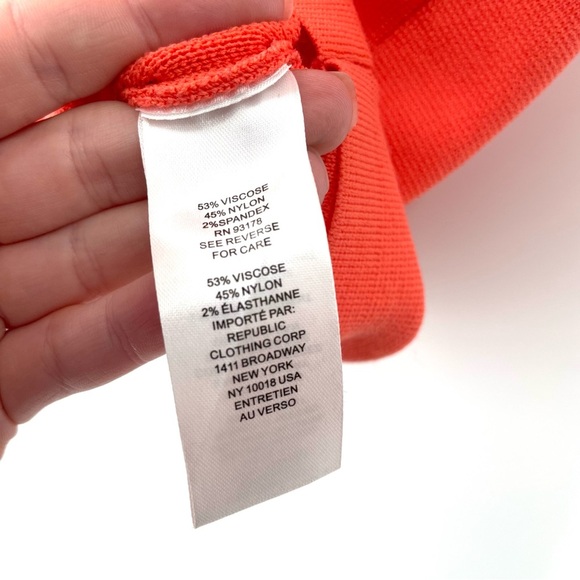 53% VISCOSE
45% NYLON
2%SPANDEX
RN 93178
SEE REVERSE
FOR CARE
53% VISCOSE
45% NYLON
2% ÉLASTHANNE
IMPORTÉ PAR:
REPUBLIC
CLOTHING CORP
1411 BROADWAY
NEW YORK
NY 10018 USA
ENTRETIEN
AU VERSO